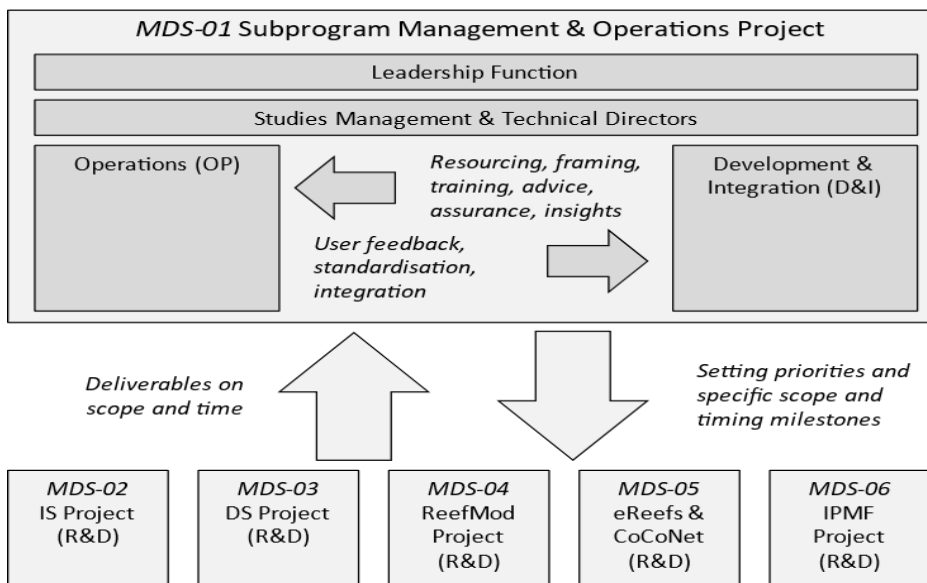 MDS-01 Subprogram Management & Operations Project
Leadership Function
Studies Management & Technical Directors
Operations (OP)
Resourcing, framing,
training, advice,
assurance, insights
User feedback,
standardisation,
integration
Development &
Integration (D&I)
Deliverables on
scope and time
Setting priorities and
specific scope and
timing milestones
MDS-02
IS Project
(R&D)
MDS-03
DS Project
(R&D)
MDS-04
ReefMod
Project
(R&D)
MDS-05
eReefs &
CoCoNet
(R&D)
MDS-06
IPMF
Project
(R&D)